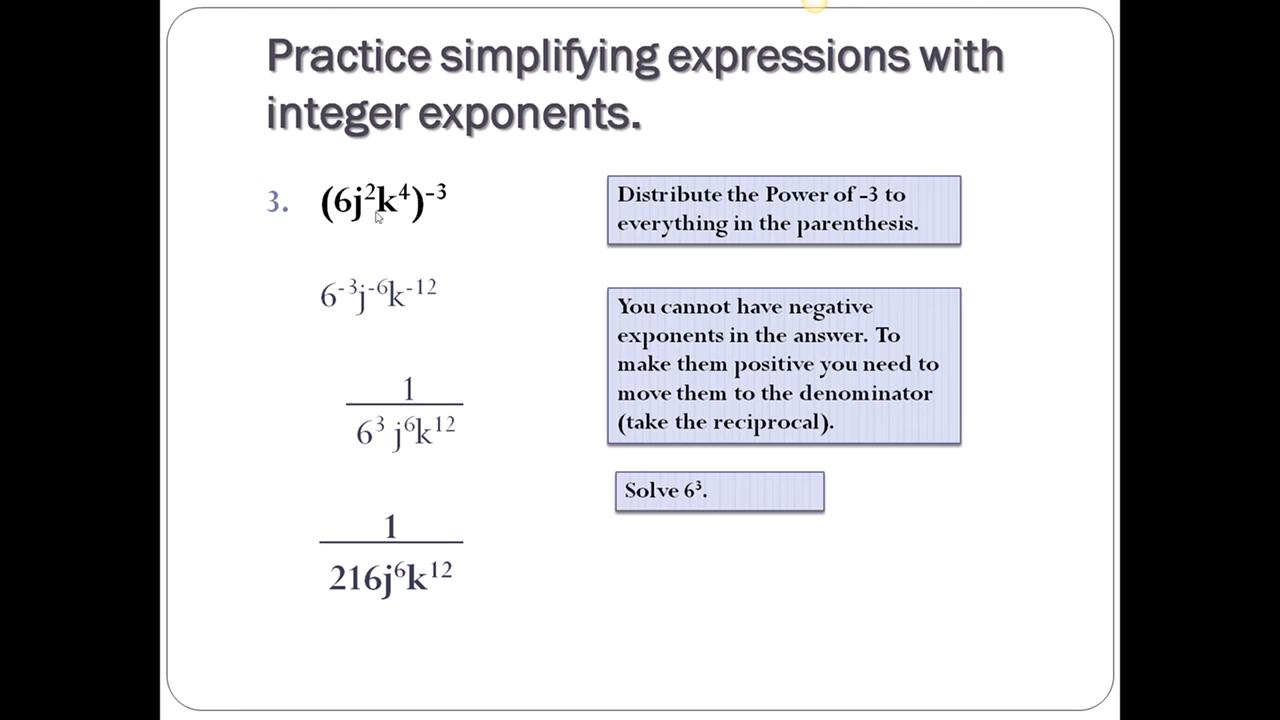 Practice simplifying expressions with
integer exponents.
3. (6j²k⁴)⁻³
Distribute the Power of -3 to
everything in the parenthesis.
6⁻³j⁻⁶k⁻¹²
You cannot have negative
exponents in the answer. To
make them positive you need to
move them to the denominator
(take the reciprocal).
1
6³ j⁶k¹²
Solve 6³.
1
216j⁶k¹²